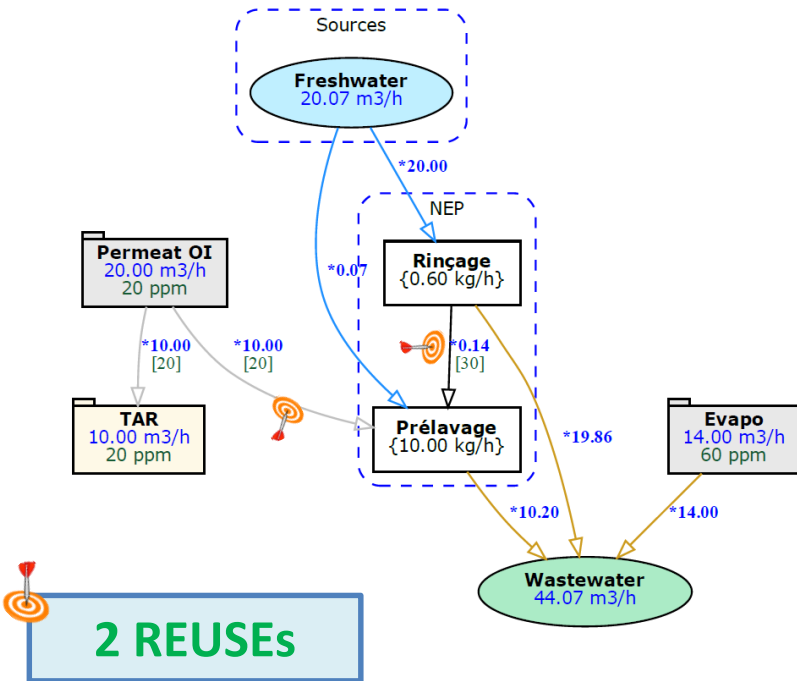 Sources
Freshwater
20.07 m3/h
*20.00
NEP
Permeat OI
20.00 m3/h
20 ppm
*0.07
Rinçage
{0.60 kg/h}
*10.00
[20]
*10.00
[20]
*0.14
[30]
TAR
10.00 m3/h
20 ppm
Prélavage
{10.00 kg/h}
*19.86
Evapo
14.00 m3/h
60 ppm
*10.20
*14.00
Wastewater
44.07 m3/h
2 REUSEs